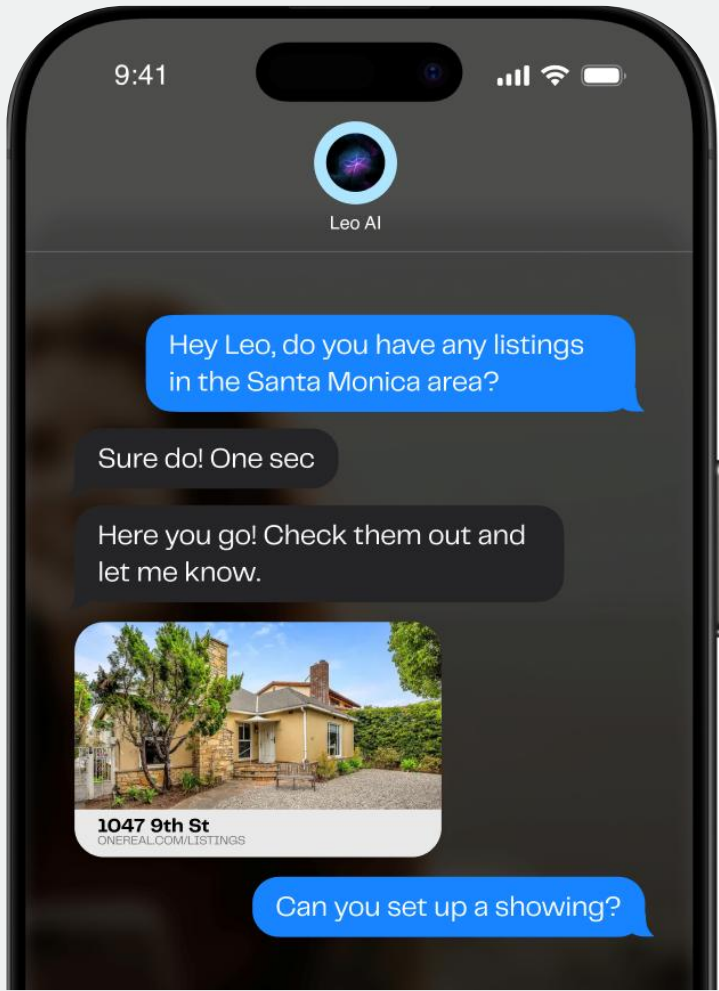 9:41
Leo AI
Hey Leo, do you have any listings
in the Santa Monica area?
Sure do! One sec
Here you go! Check them out and
let me know.
1047 9th St
ONEREAL.COM/LISTINGS
Can you set up a showing?